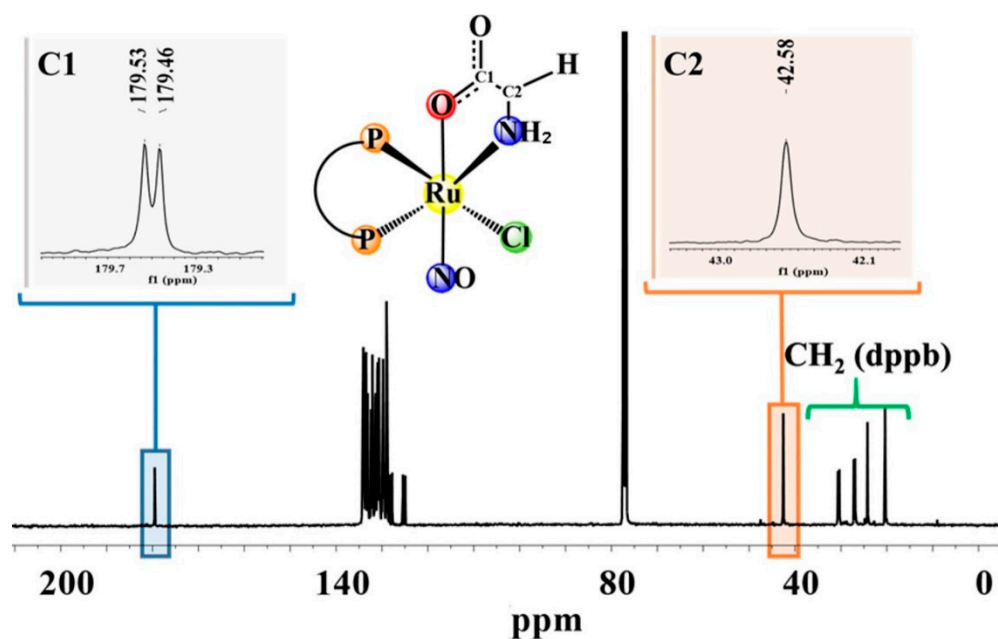 C1
179.53
179.46
179.7 179.3
f1 (ppm)
O
C1
C2
H
O
NH₂
P
Ru
P
Cl
NO
C2
-42.58
43.0 42.1
f1 (ppm)
CH₂ (dppb)
200 140 80 40 0
ppm